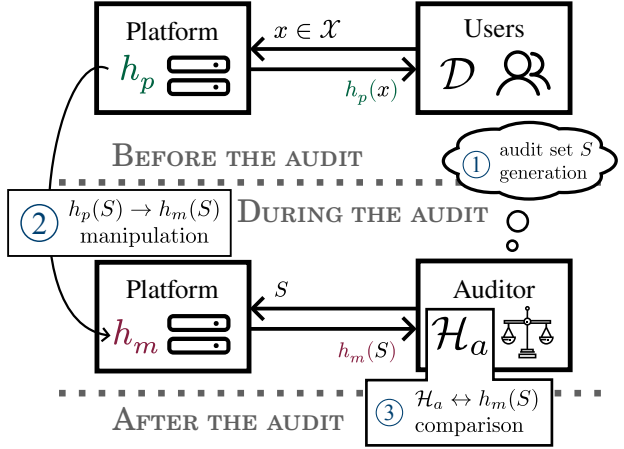 Platform
x ∈ 𝒳
Users
h_p
h_p(x)
𝒟
BEFORE THE AUDIT
1 audit set S
generation
2 h_p(S) → h_m(S)
manipulation
DURING THE AUDIT
Platform
S
Auditor
h_m
h_m(S)
ℋ_a
AFTER THE AUDIT
3 ℋ_a ↔ h_m(S)
comparison